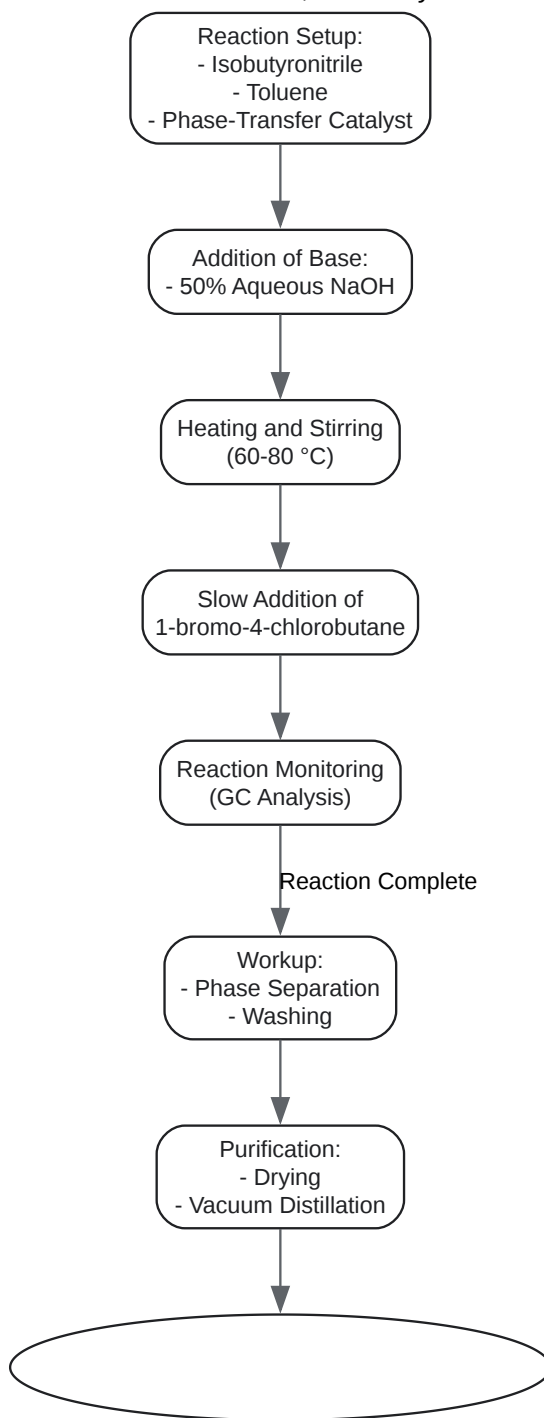 Reaction Setup:
- Isobutyronitrile
- Toluene
- Phase-Transfer Catalyst
Addition of Base:
- 50% Aqueous NaOH
Heating and Stirring
(60-80 °C)
Slow Addition of
1-bromo-4-chlorobutane
Reaction Monitoring
(GC Analysis)
Reaction Complete
Workup:
- Phase Separation
- Washing
Purification:
- Drying
- Vacuum Distillation